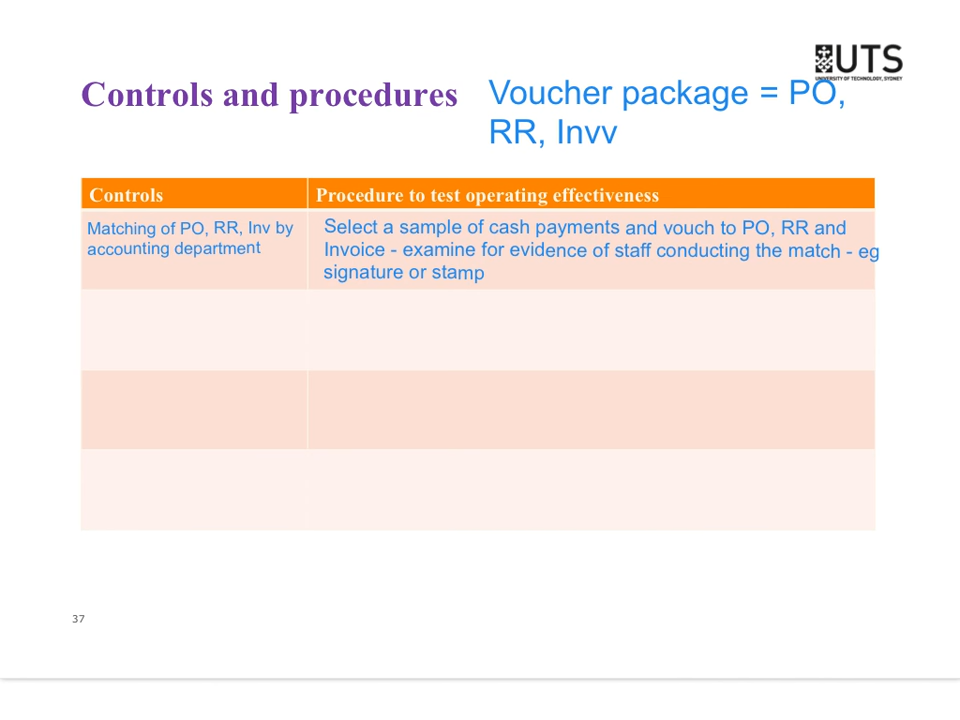 UTS
UNIVERSITY OF TECHNOLOGY, SYDNEY
Controls and procedures
Voucher package = PO,
RR, Invv
Controls
Procedure to test operating effectiveness
Matching of PO, RR, Inv by
accounting department
Select a sample of cash payments and vouch to PO, RR and
Invoice - examine for evidence of staff conducting the match - eg
signature or stamp
37